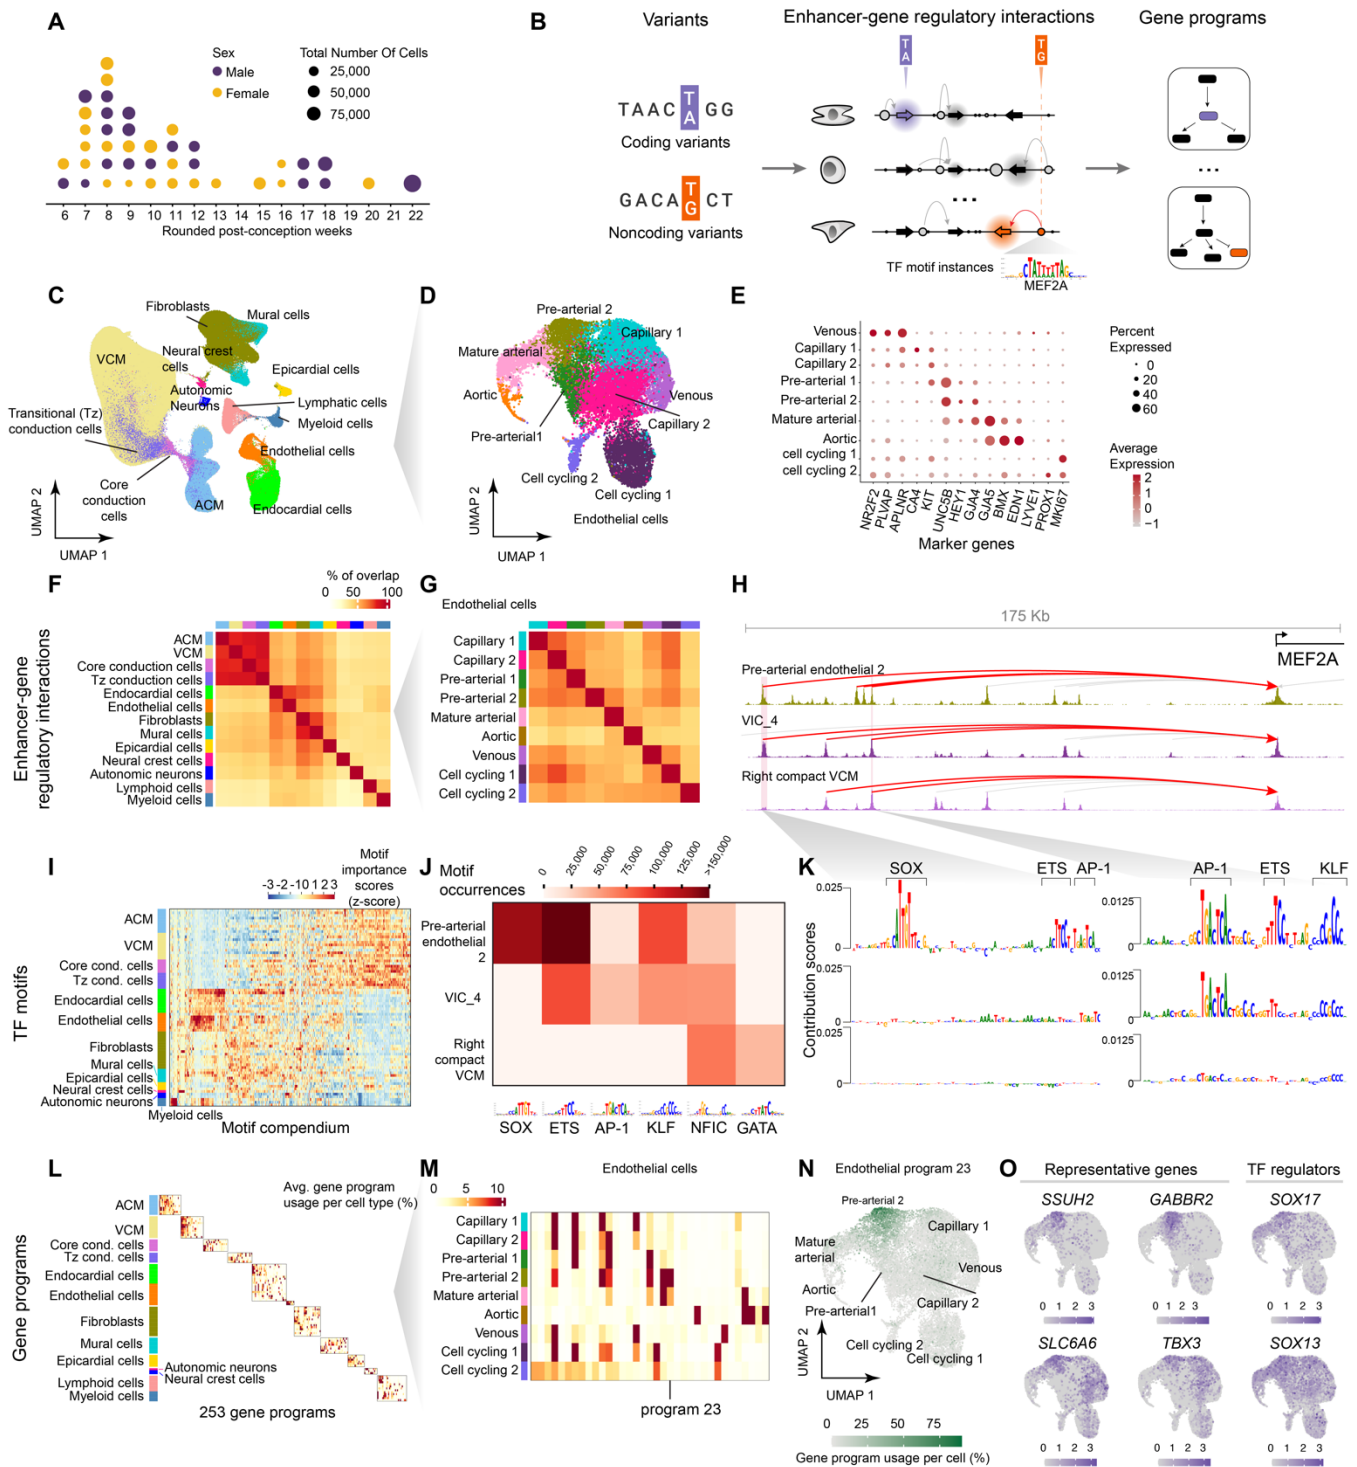 A
Sex
Male
Female
Total Number Of Cells
25,000
50,000
75,000
6 7 8 9 10 11 12 13 14 15 16 17 18 19 20 21 22
Rounded post-conception weeks
B
Variants
Enhancer-gene regulatory interactions
Gene programs
TAAC T/A GG
Coding variants
GACA T/G CT
Noncoding variants
T
A
T
G
...
...
TF motif instances
MEF2A
C
Fibroblasts
Mural cells
VCM
Neural crest
cells
Epicardial cells
Autonomic
Neurons
Lymphatic cells
Transitional (Tz)
conduction cells
Myeloid cells
Endothelial cells
Core
conduction
cells
ACM
Endocardial cells
UMAP 2
UMAP 1
D
Pre-arterial 2
Capillary 1
Mature arterial
Aortic
Venous
Pre-arterial1
Capillary 2
Cell cycling 2
Cell cycling 1
Endothelial cells
UMAP 2
UMAP 1
E
Venous
Capillary 1
Capillary 2
Pre-arterial 1
Pre-arterial 2
Mature arterial
Aortic
cell cycling 1
cell cycling 2
NR2F2 PLVAP APLNR CA4 KIT UNC5B HEY1 GJA4 GJA5 BMX EDN1 LYVE1 PROX1 MKI67
Marker genes
Percent
Expressed
0
20
40
60
Average
Expression
2
1
0
−1
F
% of overlap
0 50 100
Enhancer-gene
regulatory interactions
ACM
VCM
Core conduction cells
Tz conduction cells
Endocardial cells
Endothelial cells
Fibroblasts
Mural cells
Epicardial cells
Neural crest cells
Autonomic neurons
Lymphoid cells
Myeloid cells
G
Endothelial cells
Capillary 1
Capillary 2
Pre-arterial 1
Pre-arterial 2
Mature arterial
Aortic
Venous
Cell cycling 1
Cell cycling 2
H
175 Kb
MEF2A
Pre-arterial endothelial 2
VIC_4
Right compact VCM
I
Motif
importance
scores
(z-score)
-3 -2 -1 0 1 2 3
TF motifs
ACM
VCM
Core cond. cells
Tz cond. cells
Endocardial cells
Endothelial cells
Fibroblasts
Mural cells
Epicardial cells
Neural crest cells
Autonomic neurons
Myeloid cells
Motif compendium
J
Motif
occurrences
0 25,000 50,000 75,000 100,000 125,000 >150,000
Pre-arterial
endothelial
2
VIC_4
Right
compact
VCM
SOX ETS AP-1 KLF NFIC GATA
K
Contribution scores
SOX ETS AP-1
0.025
0
0.025
0
0.025
0
AP-1 ETS KLF
0.0125
0
0.0125
0
0.0125
0
L
Avg. gene program
usage per cell type (%)
Gene programs
ACM
VCM
Core cond. cells
Tz cond. cells
Endocardial cells
Endothelial cells
Fibroblasts
Mural cells
Epicardial cells
Autonomic neurons
Neural crest cells
Lymphoid cells
Myeloid cells
253 gene programs
M
Endothelial cells
0 5 10
Capillary 1
Capillary 2
Pre-arterial 1
Pre-arterial 2
Mature arterial
Aortic
Venous
Cell cycling 1
Cell cycling 2
program 23
N
Endothelial program 23
Pre-arterial 2
Capillary 1
Mature
arterial
Venous
Aortic
Capillary 2
Pre-arterial1
Cell cycling 2
Cell cycling 1
UMAP 2
UMAP 1
0 25 50 75
Gene program usage per cell (%)
O
Representative genes
TF regulators
SSUH2
GABBR2
SOX17
0 1 2 3
0 1 2 3
0 1 2 3
SLC6A6
TBX3
SOX13
0 1 2 3
0 1 2 3
0 1 2 3